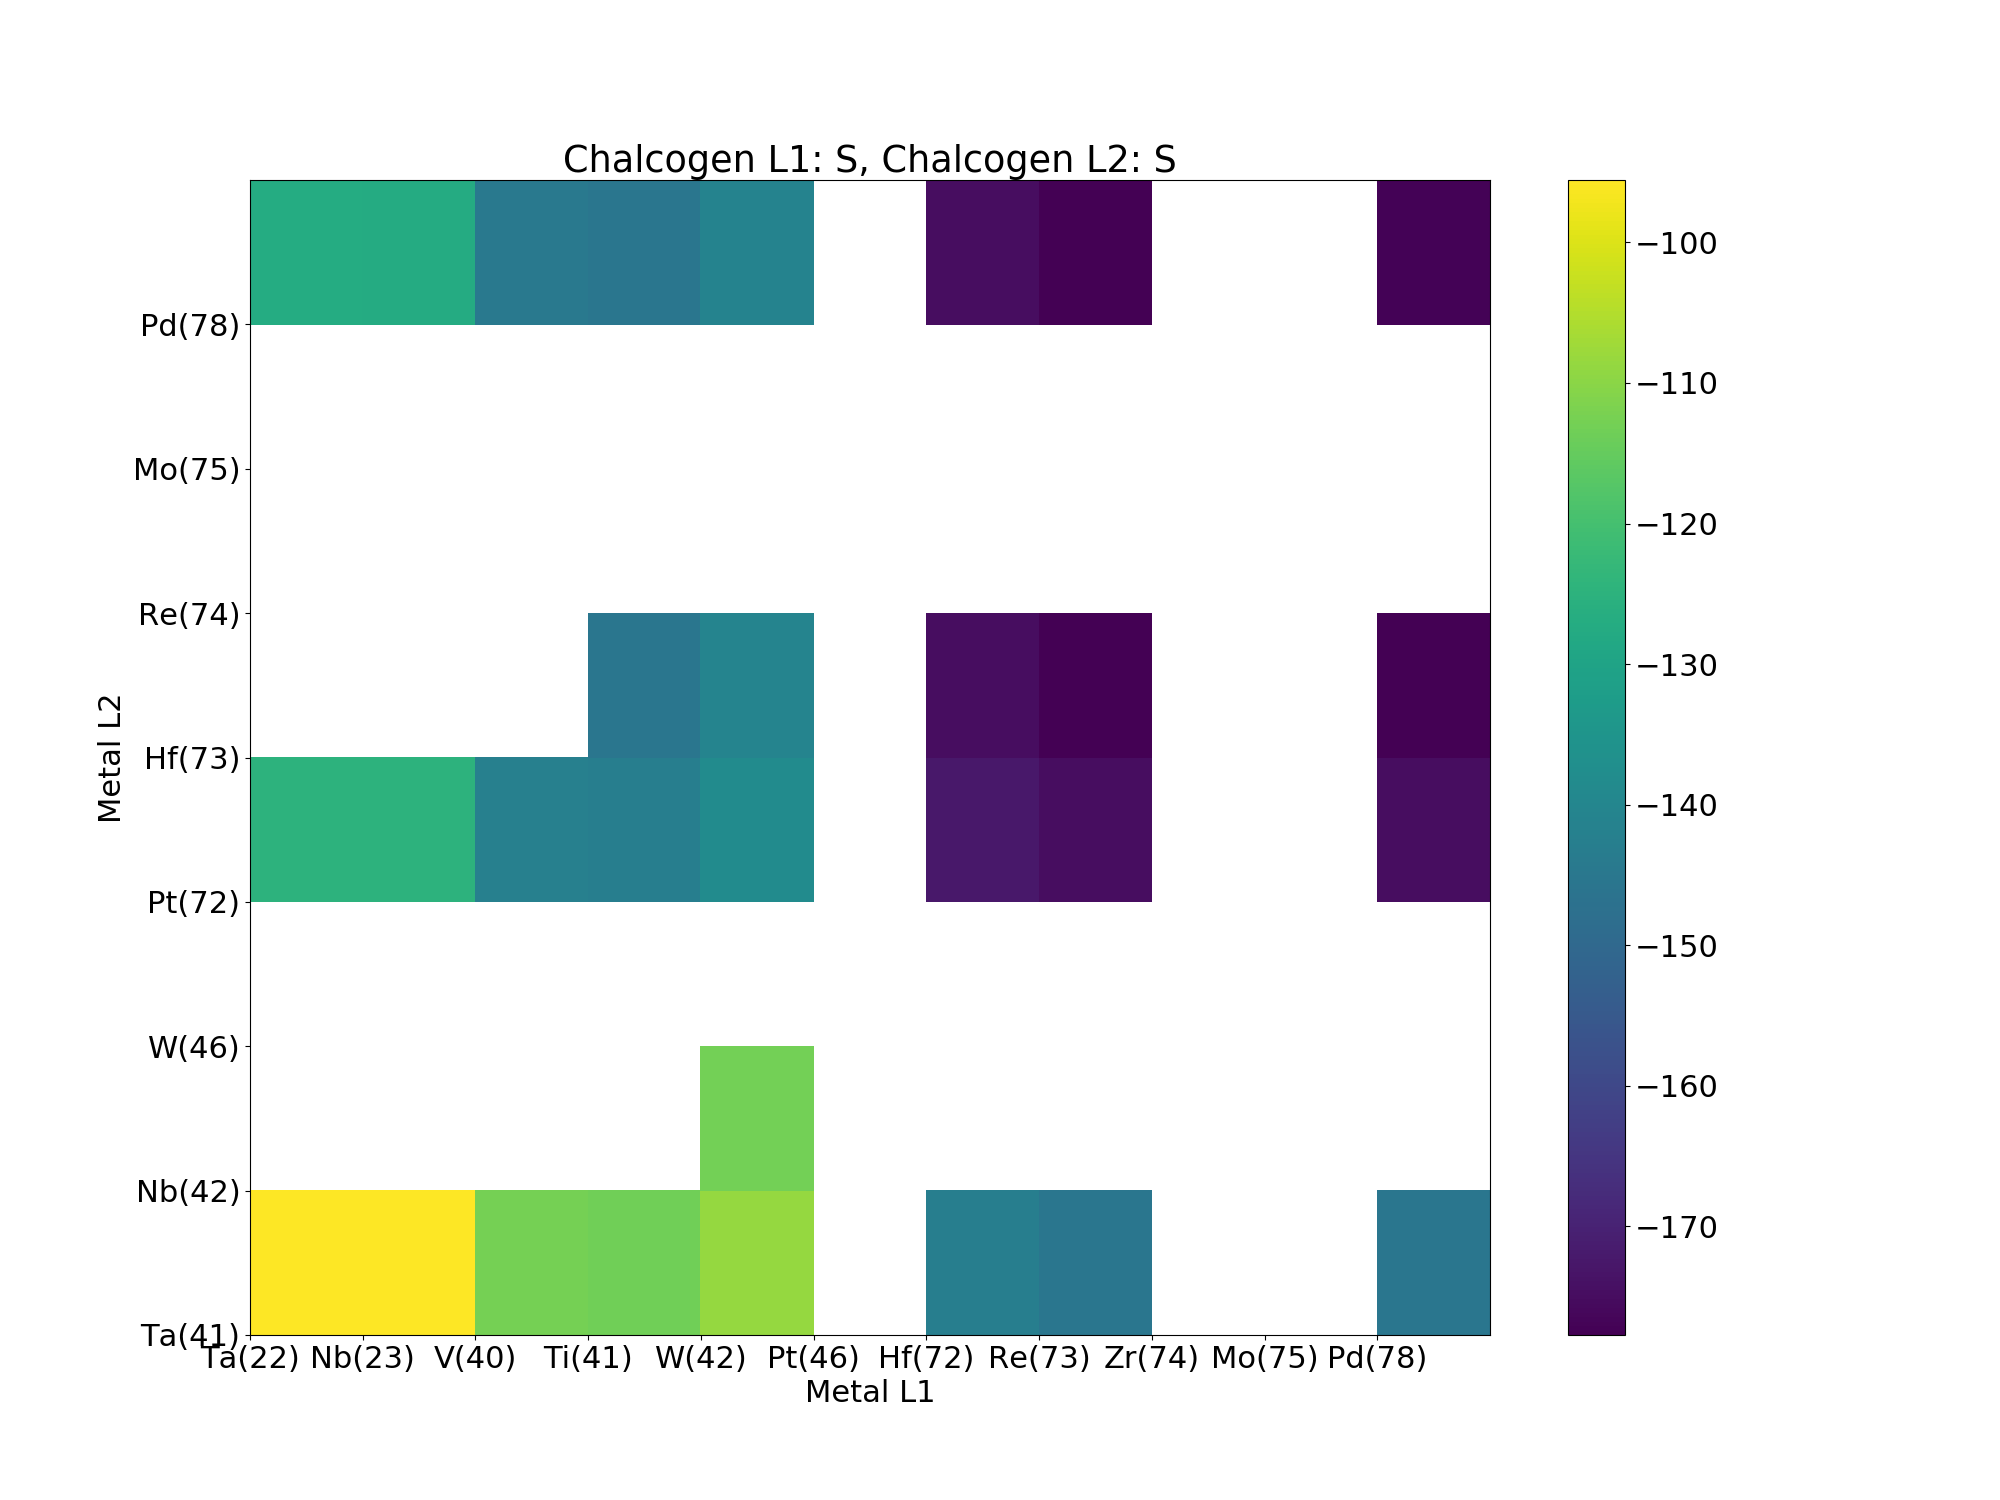 Chalcogen L1: S, Chalcogen L2: S
Pd(78)
Mo(75)
Re(74)
Hf(73)
Pt(72)
W(46)
Nb(42)
Ta(41)
Metal L2
Ta(22) Nb(23) V(40) Ti(41) W(42) Pt(46) Hf(72) Re(73) Zr(74) Mo(75) Pd(78)
Metal L1
−100
−110
−120
−130
−140
−150
−160
−170